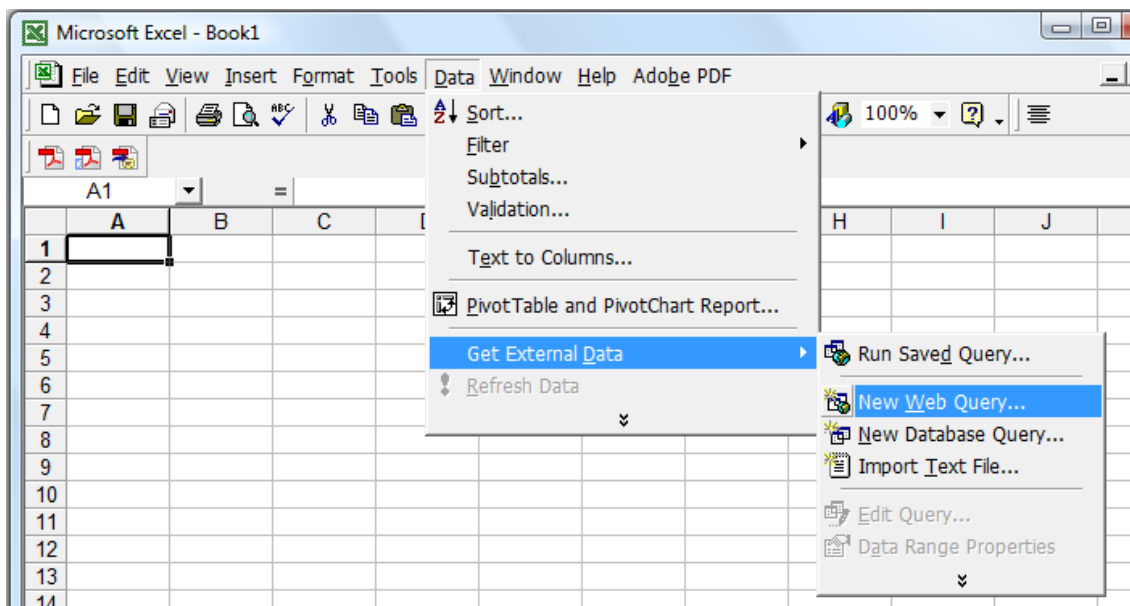 Microsoft Excel - Book1
File Edit View Insert Format Tools Data Window Help Adobe PDF
ABC A Z Sort... 100% ?
Filter
Subtotals...
A1 = Validation...
A B C H I J
1
2 Text to Columns...
3 PivotTable and PivotChart Report...
4
5 Get External Data Run Saved Query...
6 Refresh Data
7 New Web Query...
8 New Database Query...
9 Import Text File...
10
11 Edit Query...
12 Data Range Properties
13
14